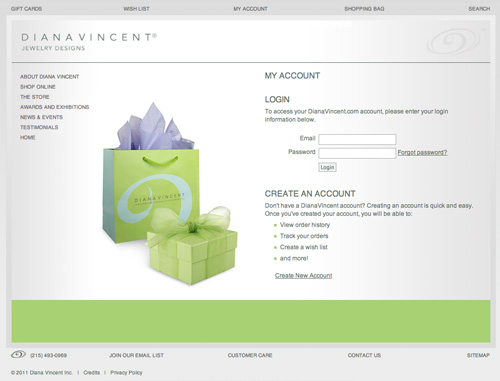 GIFT CARDS
WISH LIST
MY ACCOUNT
SHOPPING BAG
SEARCH
DIANAVINCENT®
JEWELRY DESIGNS
ABOUT DIANA VINCENT
SHOP ONLINE
THE STORE
AWARDS AND EXHIBITIONS
NEWS & EVENTS
TESTIMONIALS
HOME
DIANAVINCENT
MY ACCOUNT
LOGIN
To access your DianaVincent.com account, please enter your login
information below.
Email
Password
Forgot password?
Login
CREATE AN ACCOUNT
Don't have a DianaVincent account? Creating an account is quick and easy.
Once you've created your account, you will be able to:
View order history
Track your orders
Create a wish list
and more!
Create New Account
(215) 493-0969
JOIN OUR EMAIL LIST
CUSTOMER CARE
CONTACT US
SITEMAP
© 2011 Diana Vincent Inc. | Credits | Privacy Policy